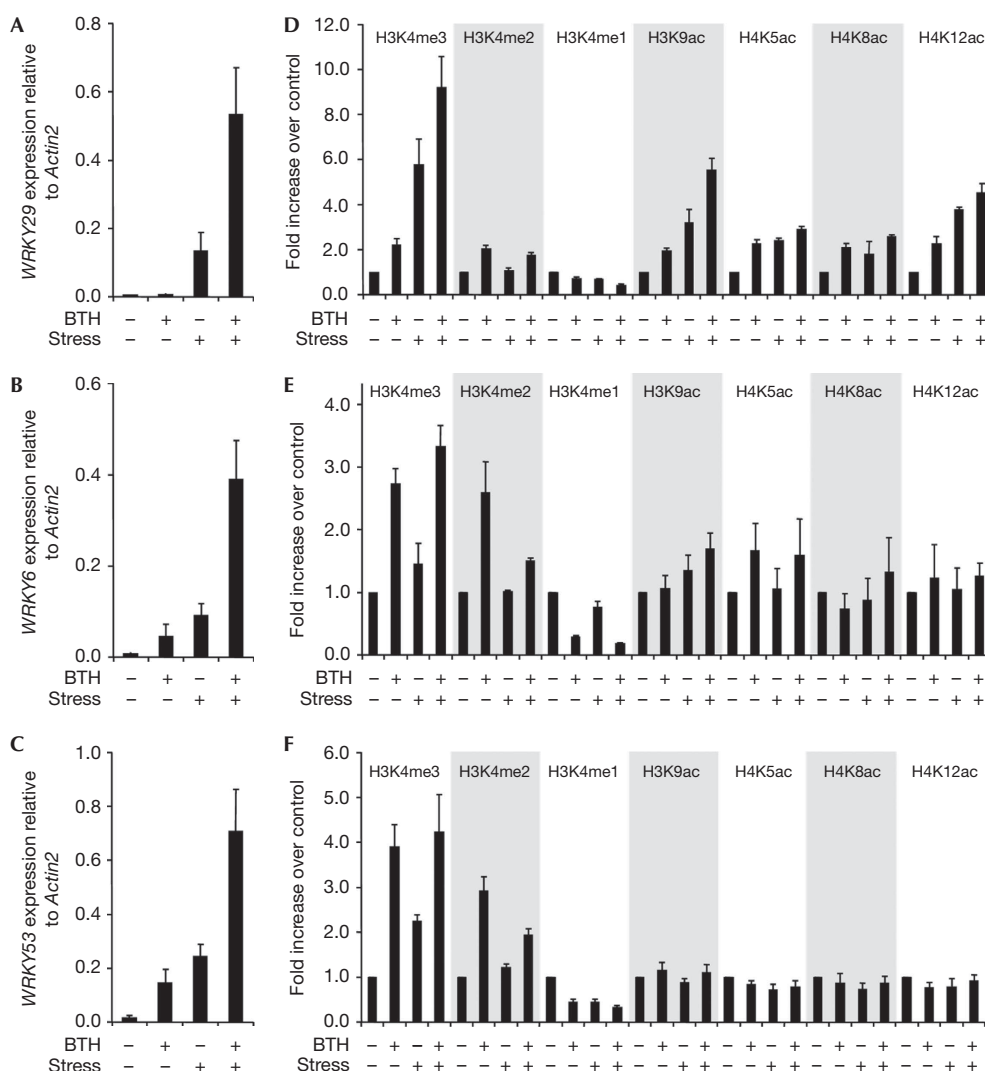 A
WRKY29 expression relative
to Actin2
0.8
0.6
0.4
0.2
0.0
BTH – + – +
Stress – – + +
D
Fold increase over control
12.0
10.0
8.0
6.0
4.0
2.0
0.0
H3K4me3 H3K4me2 H3K4me1 H3K9ac H4K5ac H4K8ac H4K12ac
BTH – + – + – + – + – + – + – + – + – + – + – + – + – + – +
Stress – – + + – – + + – – + + – – + + – – + + – – + + – – + +
B
WRKY6 expression relative
to Actin2
0.6
0.4
0.2
0.0
BTH – + – +
Stress – – + +
E
Fold increase over control
4.0
3.0
2.0
1.0
0.0
H3K4me3 H3K4me2 H3K4me1 H3K9ac H4K5ac H4K8ac H4K12ac
BTH – + – + – + – + – + – + – + – + – + – + – + – + – + – +
Stress – – + + – – + + – – + + – – + + – – + + – – + + – – + +
C
WRKY53 expression relative
to Actin2
1.0
0.8
0.6
0.4
0.2
0.0
BTH – + – +
Stress – – + +
F
Fold increase over control
6.0
5.0
4.0
3.0
2.0
1.0
0.0
H3K4me3 H3K4me2 H3K4me1 H3K9ac H4K5ac H4K8ac H4K12ac
BTH – + – + – + – + – + – + – + – + – + – + – + – + – + – +
Stress – – + + – – + + – – + + – – + + – – + + – – + + – – + +